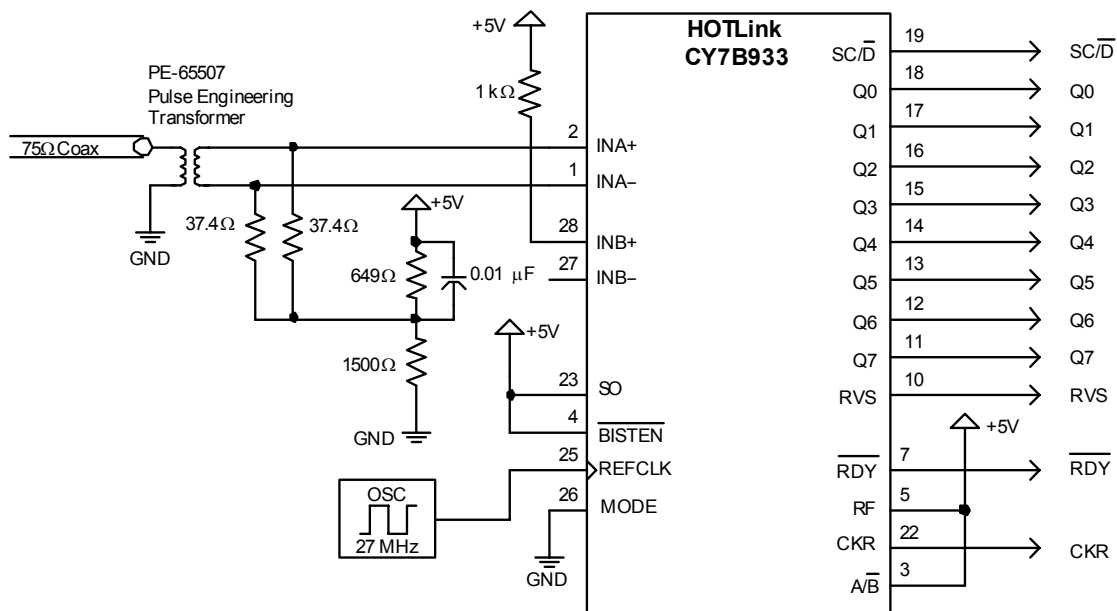 HOTLink
CY7B933
+5V
1 kΩ
PE-65507
Pulse Engineering
Transformer
75Ω Coax
GND
37.4Ω
37.4Ω
+5V
649Ω
0.01 μF
1500Ω
GND
+5V
OSC
27 MHz
GND
2 INA+
1 INA–
28 INB+
27 INB–
23 SO
4 B̅I̅S̅T̅E̅N̅
25 REFCLK
26 MODE
SC/D̅ 19 SC/D̅
Q0 18 Q0
Q1 17 Q1
Q2 16 Q2
Q3 15 Q3
Q4 14 Q4
Q5 13 Q5
Q6 12 Q6
Q7 11 Q7
RVS 10 RVS
+5V
R̅D̅Y̅ 7 R̅D̅Y̅
RF 5
CKR 22 CKR
A/B̅ 3